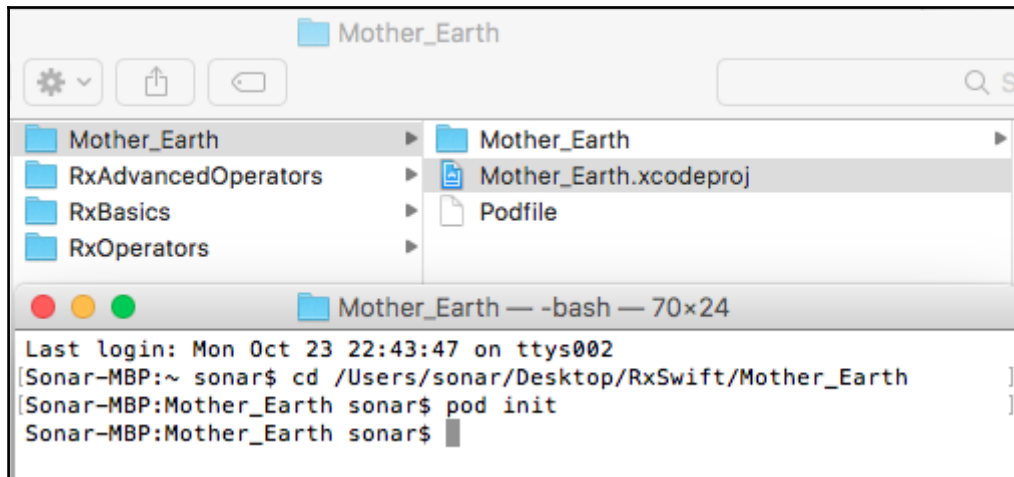 Mother_Earth
S
Mother_Earth
RxAdvancedOperators
RxBasics
RxOperators
Mother_Earth
Mother_Earth.xcodeproj
Podfile
Mother_Earth — -bash — 70×24
Last login: Mon Oct 23 22:43:47 on ttys002
[Sonar-MBP:~ sonar$ cd /Users/sonar/Desktop/RxSwift/Mother_Earth ]
[Sonar-MBP:Mother_Earth sonar$ pod init ]
Sonar-MBP:Mother_Earth sonar$